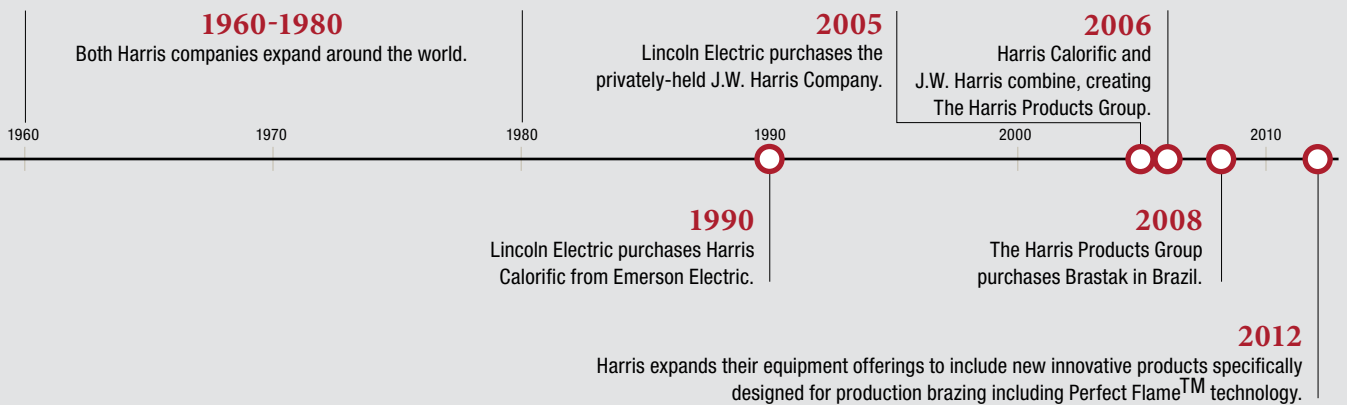 1960-1980
Both Harris companies expand around the world.
2005
Lincoln Electric purchases the
privately-held J.W. Harris Company.
2006
Harris Calorific and
J.W. Harris combine, creating
The Harris Products Group.
1960
1970
1980
1990
2000
2010
1990
Lincoln Electric purchases Harris
Calorific from Emerson Electric.
2008
The Harris Products Group
purchases Brastak in Brazil.
2012
Harris expands their equipment offerings to include new innovative products specifically
designed for production brazing including Perfect Flame™ technology.